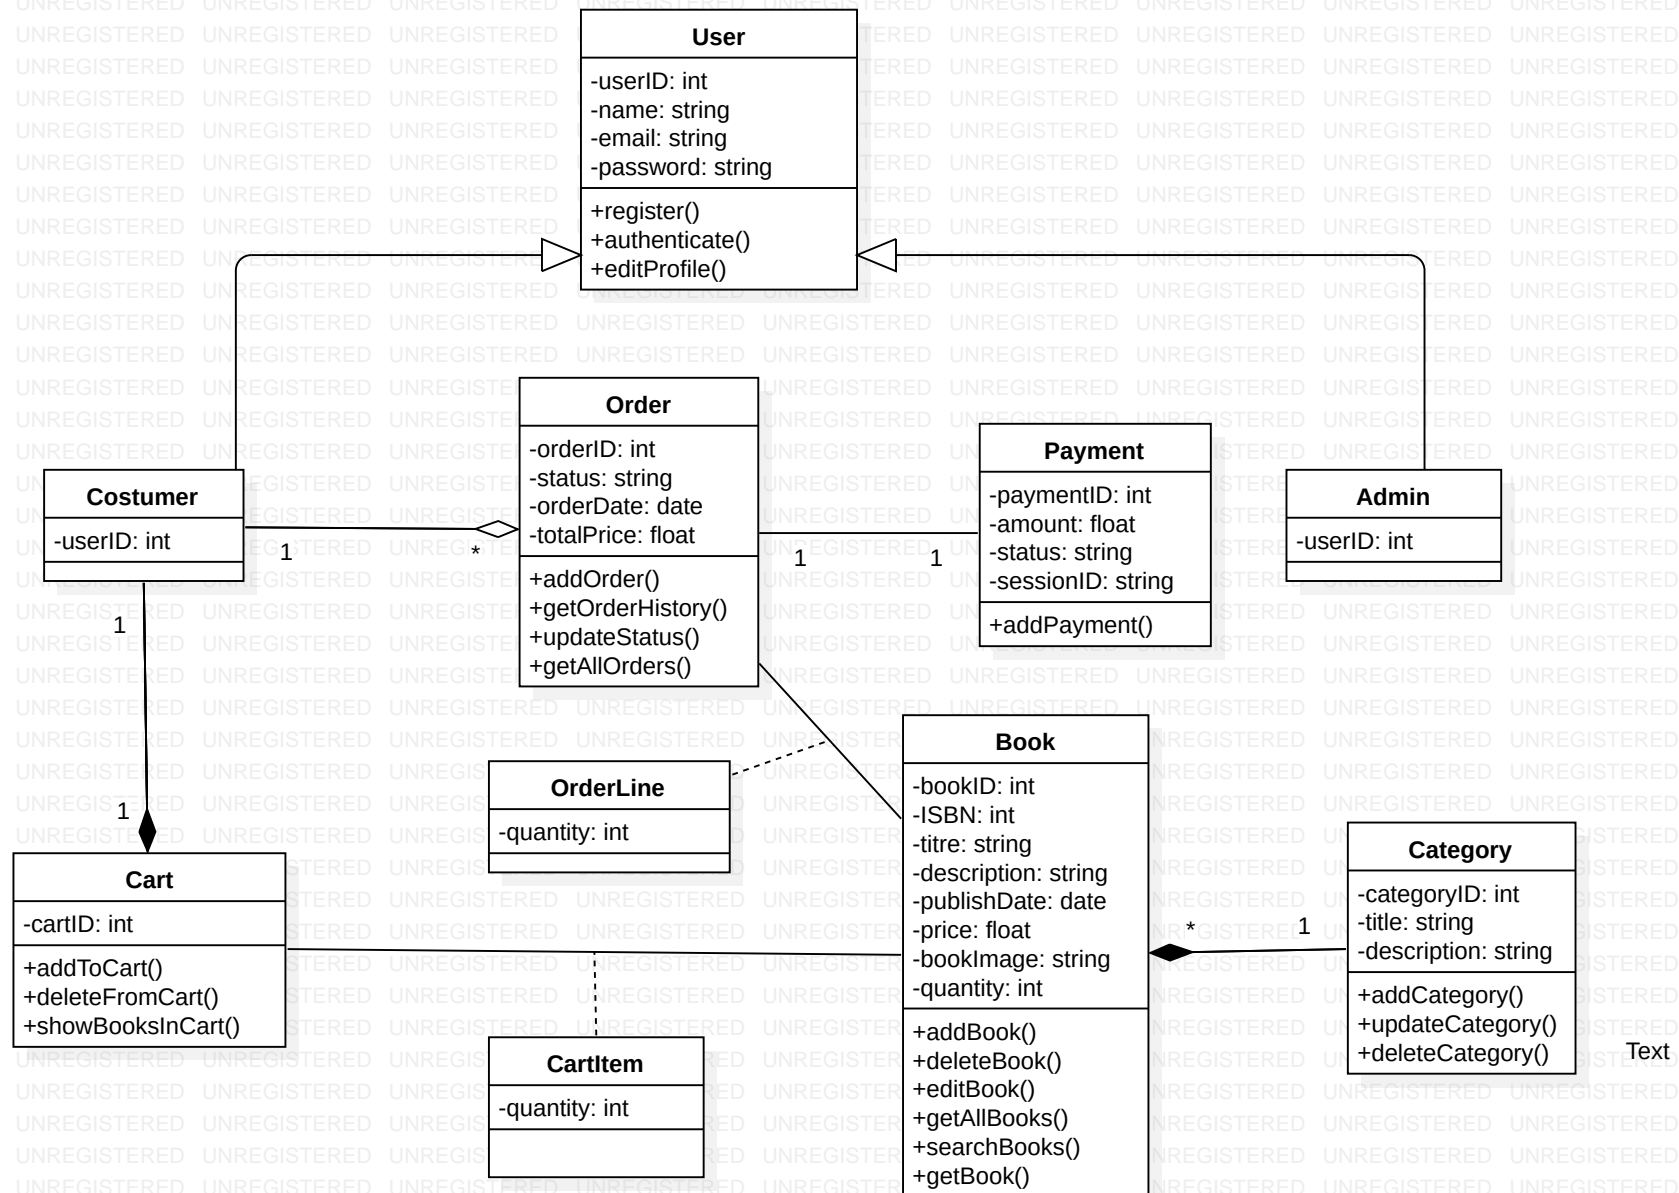 User
-userID: int
-name: string
-email: string
-password: string
+register()
+authenticate()
+editProfile()
Order
-orderID: int
-status: string
-orderDate: date
-totalPrice: float
+addOrder()
+getOrderHistory()
+updateStatus()
+getAllOrders()
Payment
-paymentID: int
-amount: float
-status: string
-sessionID: string
+addPayment()
Costumer
-userID: int
Admin
-userID: int
1
*
1
1
1
1
OrderLine
-quantity: int
Book
-bookID: int
-ISBN: int
-titre: string
-description: string
-publishDate: date
-price: float
-bookImage: string
-quantity: int
+addBook()
+deleteBook()
+editBook()
+getAllBooks()
+searchBooks()
+getBook()
Category
-categoryID: int
-title: string
-description: string
+addCategory()
+updateCategory()
+deleteCategory()
*
1
Cart
-cartID: int
+addToCart()
+deleteFromCart()
+showBooksInCart()
CartItem
-quantity: int
Text
UNREGISTERED